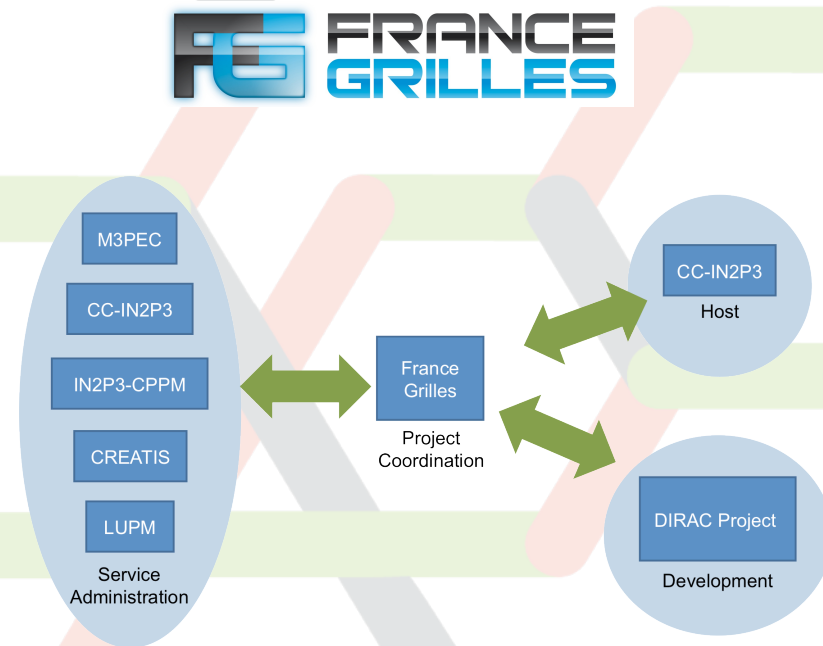 FG FRANCE
GRILLES
M3PEC
CC-IN2P3
IN2P3-CPPM
CREATIS
LUPM
Service
Administration
France
Grilles
Project
Coordination
CC-IN2P3
Host
DIRAC Project
Development